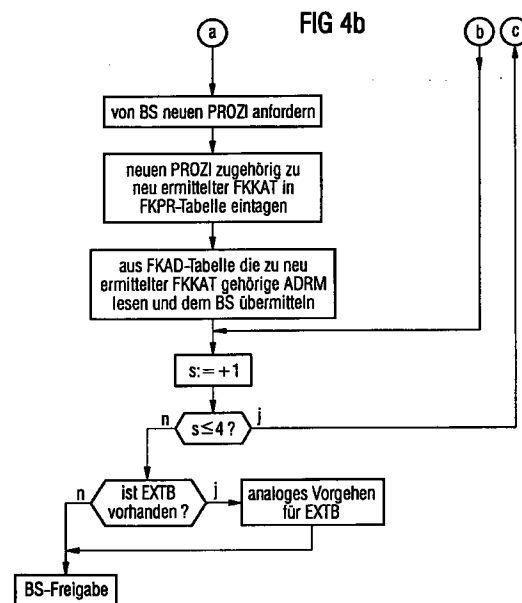 FIG 4b
a
b
c
von BS neuen PROZI anfordern
neuen PROZI zugehörig zu
neu ermittelter FKKAT in
FKPR-Tabelle eintagen
aus FKAD-Tabelle die zu neu
ermittelter FKKAT gehörige ADRM
lesen und dem BS übermitteln
s:=+1
n
s≤4?
j
n
ist EXTB
vorhanden?
j
analoges Vorgehen
für EXTB
BS-Freigabe